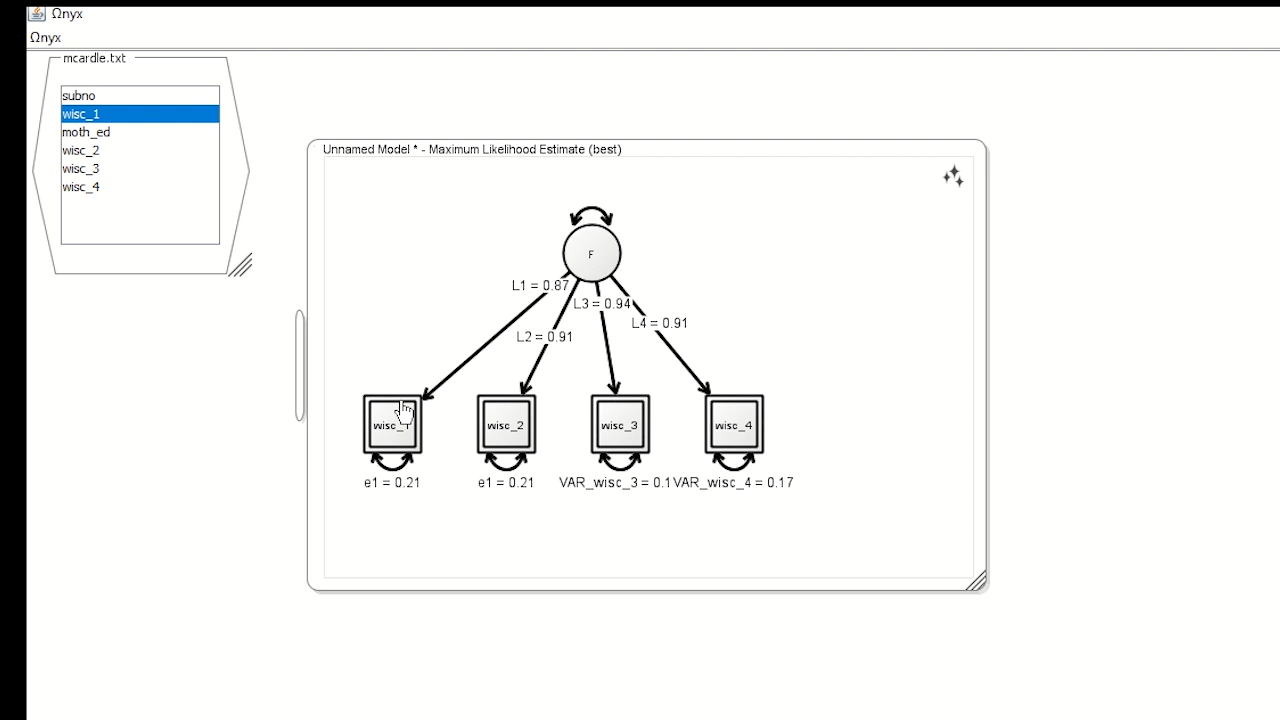 Ωnyx
Ωnyx
mcardle.txt
subno
wisc_1
moth_ed
wisc_2
wisc_3
wisc_4
Unnamed Model * - Maximum Likelihood Estimate (best)
F
L1 = 0.87
L3 = 0.94
L4 = 0.91
L2 = 0.91
wisc_1
wisc_2
wisc_3
wisc_4
e1 = 0.21
e1 = 0.21
VAR_wisc_3 = 0.1
VAR_wisc_4 = 0.17